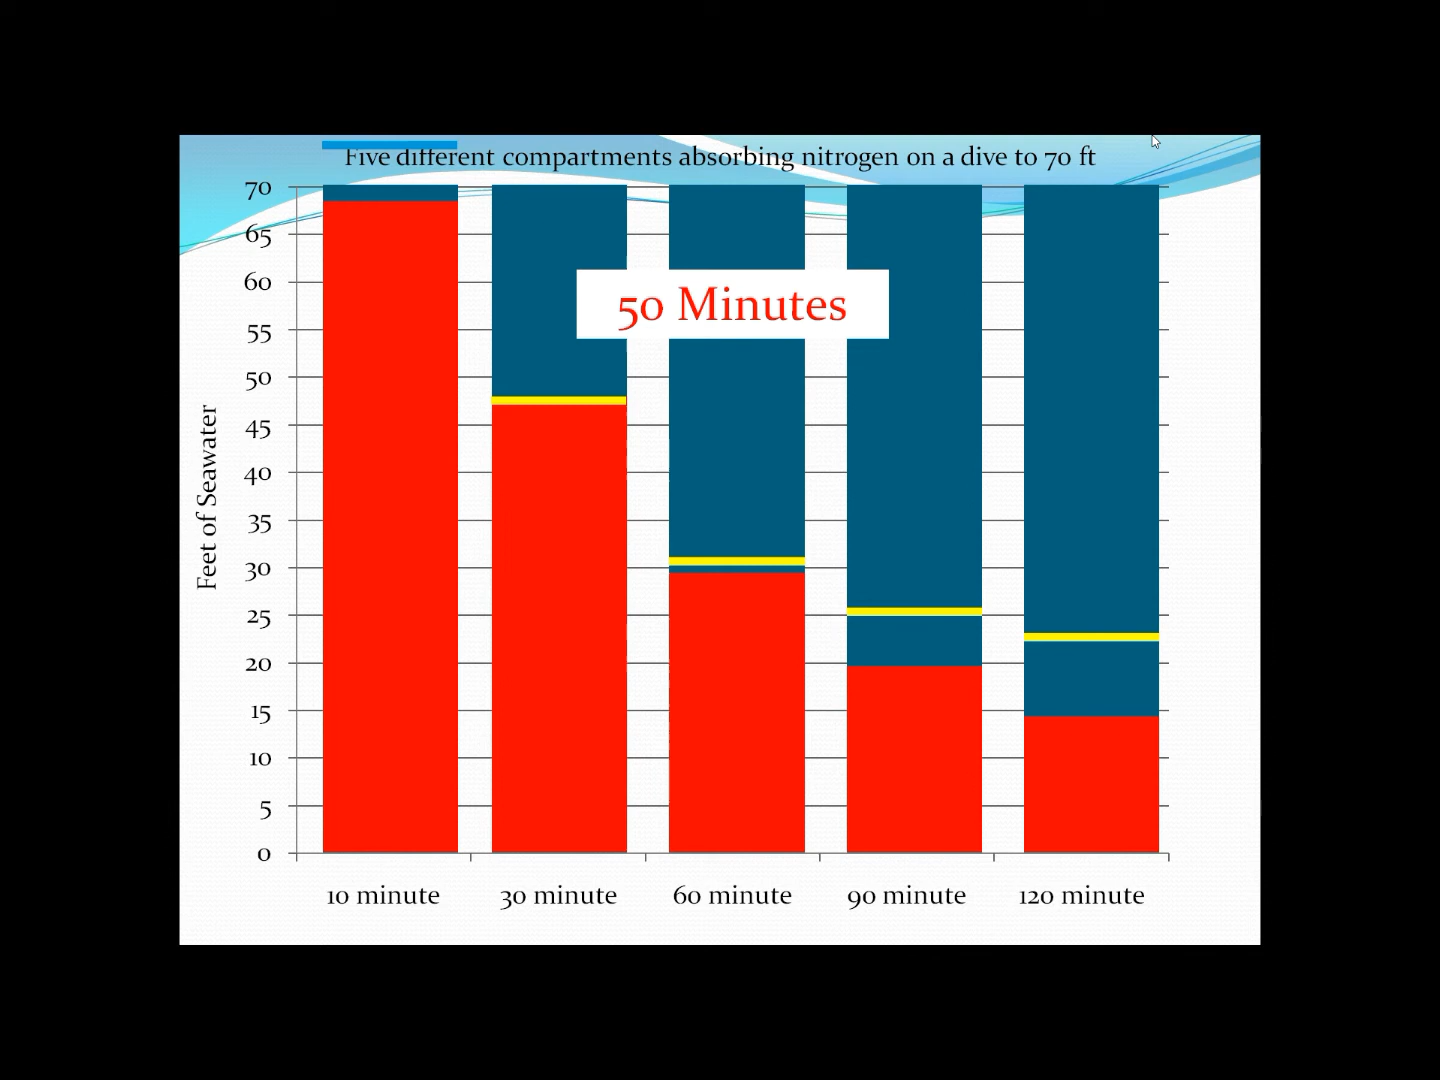 Five different compartments absorbing nitrogen on a dive to 70 ft
70
65
60
55
50
45
40
35
30
25
20
15
10
5
0
Feet of Seawater
50 Minutes
10 minute
30 minute
60 minute
90 minute
120 minute